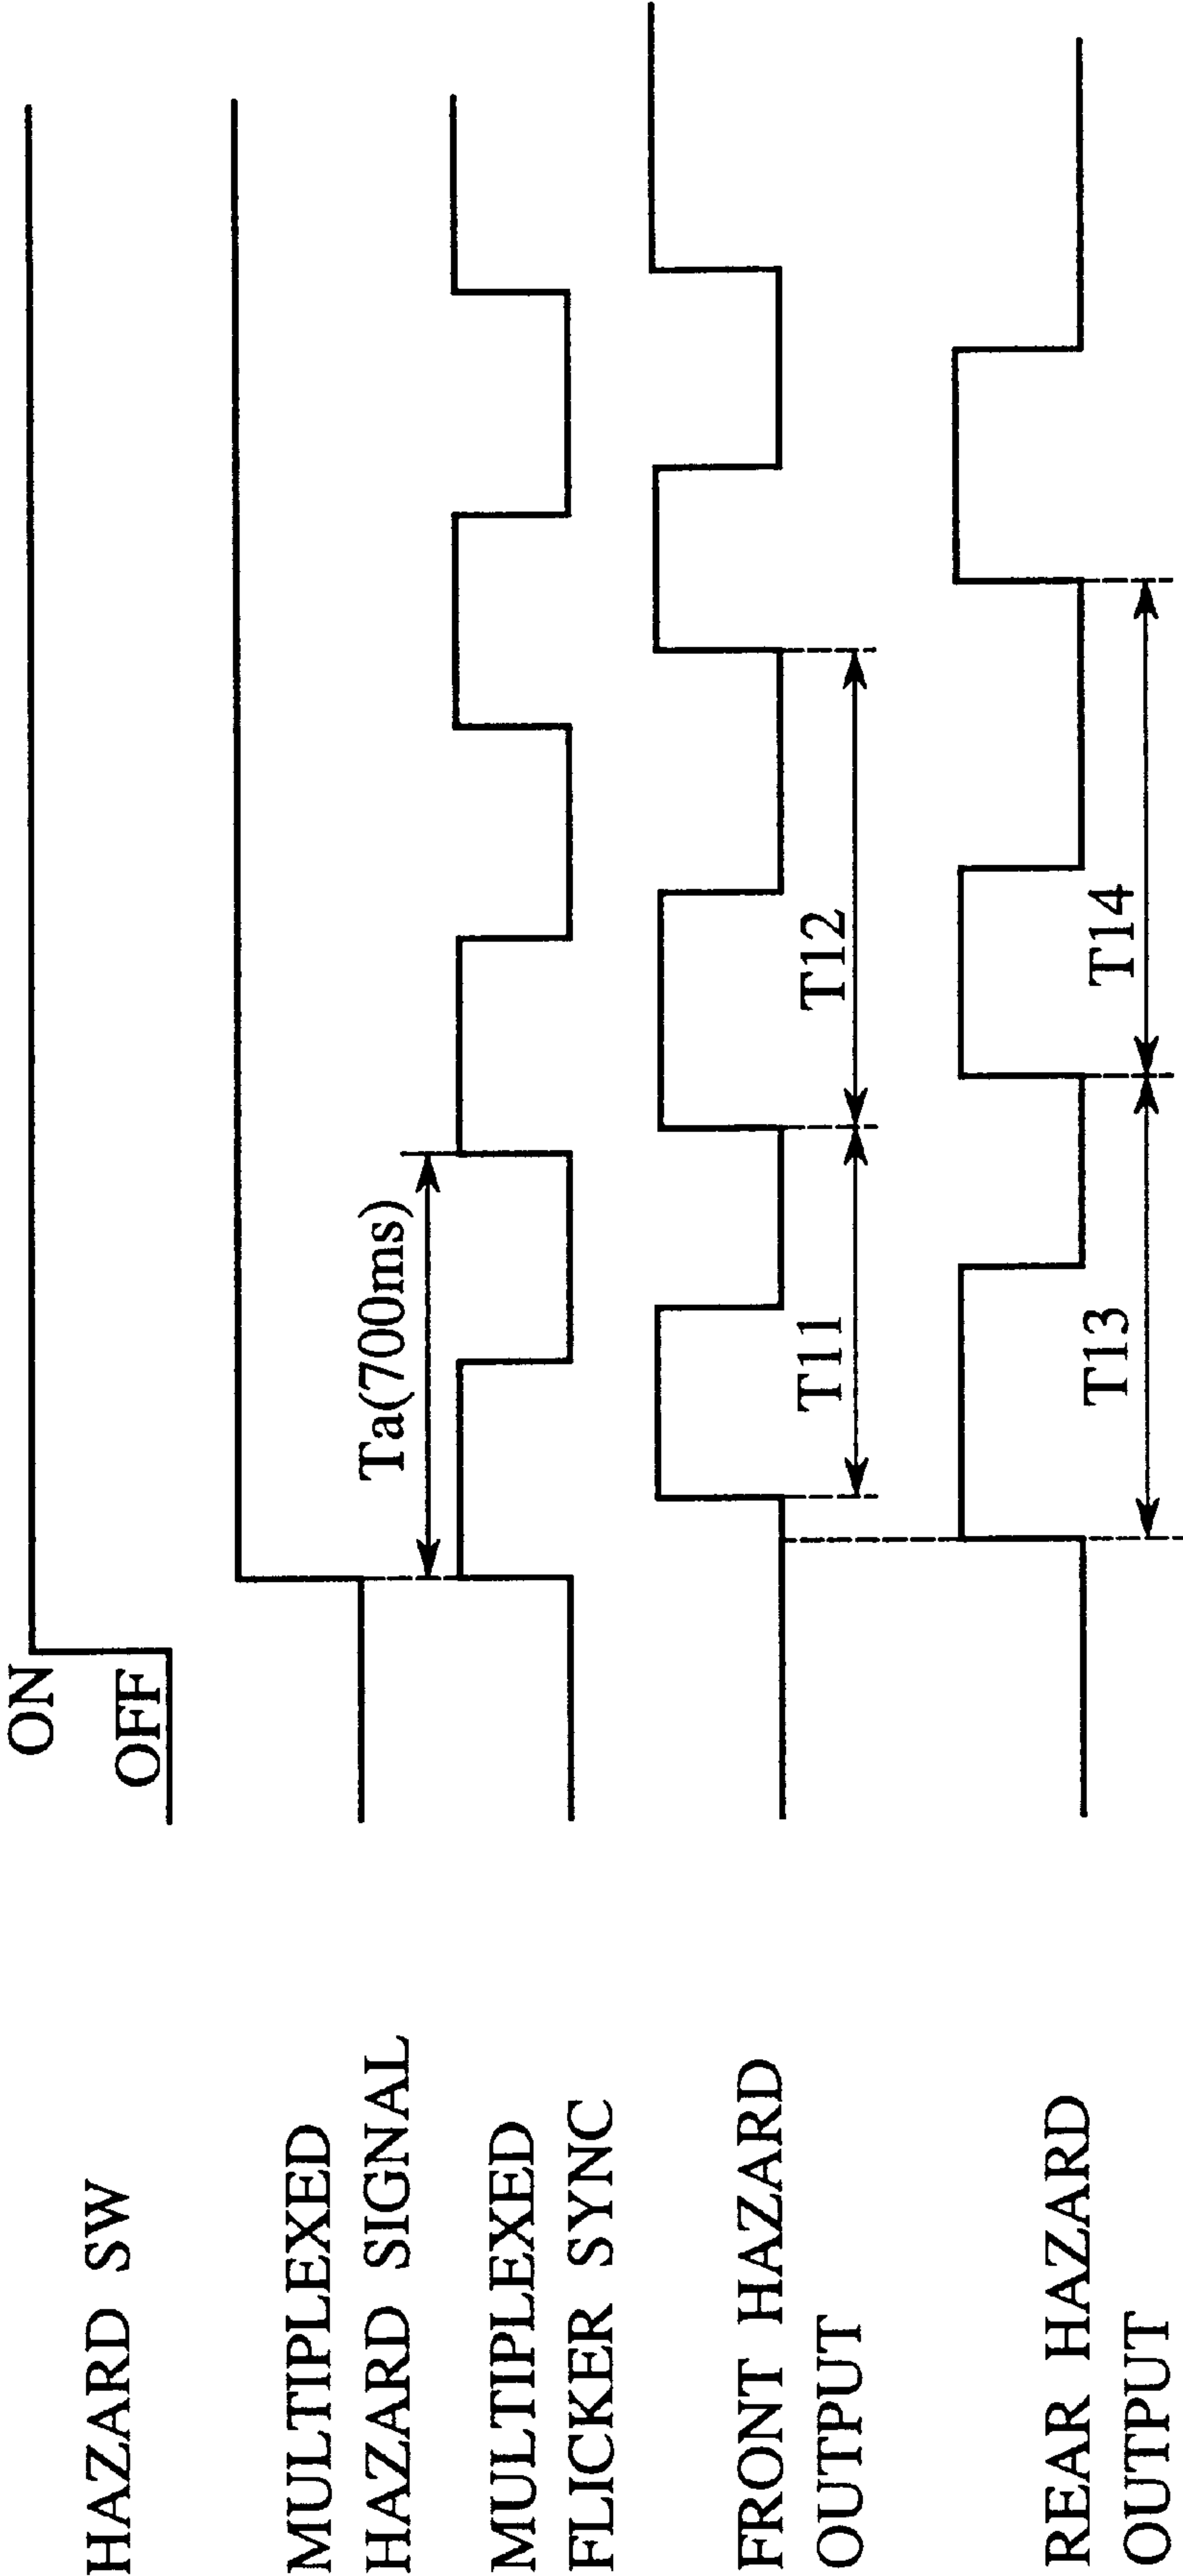 HAZARD SW
ON
OFF
MULTIPLEXED
HAZARD SIGNAL
MULTIPLEXED
FLICKER SYNC
Ta(700ms)
FRONT HAZARD
OUTPUT
T11
T12
REAR HAZARD
OUTPUT
T13
T14